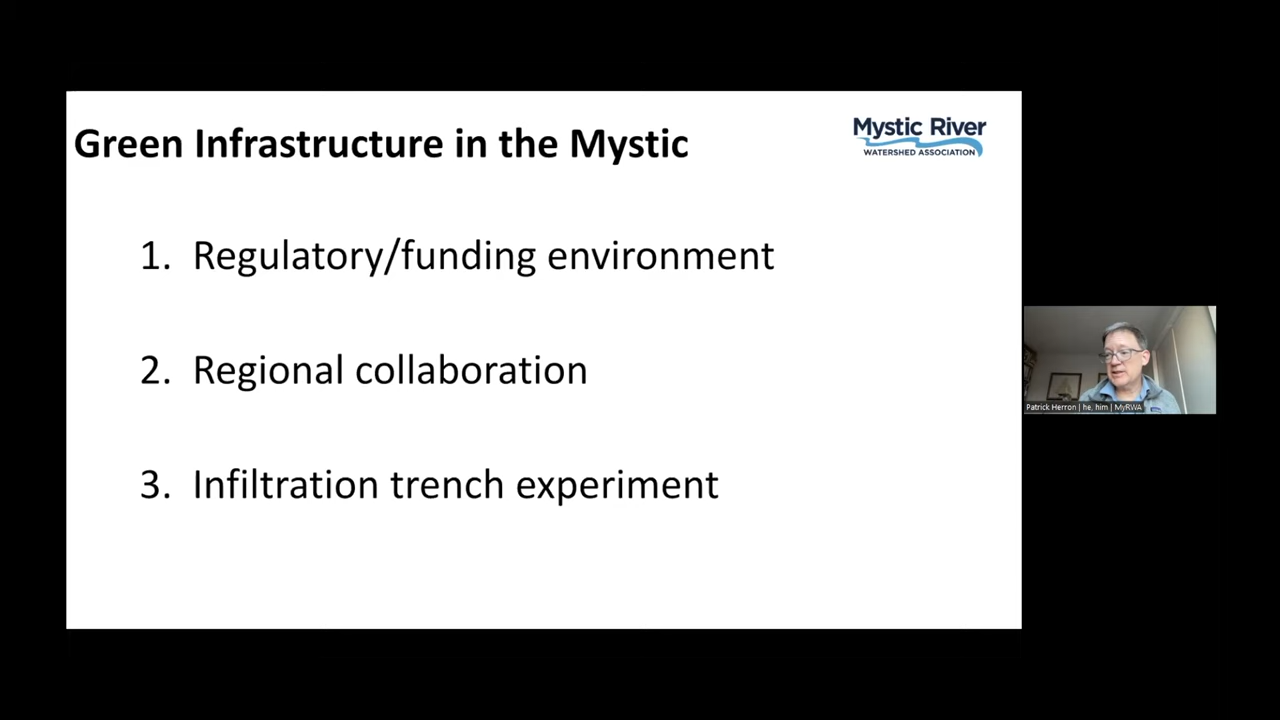 Green Infrastructure in the Mystic
Mystic River
WATERSHED ASSOCIATION
1. Regulatory/funding environment
2. Regional collaboration
3. Infiltration trench experiment
Patrick Herron | he, him | MyRWA